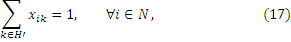 ∑_{k∈H′} x_{ik} = 1, ∀i ∈ N, (17)